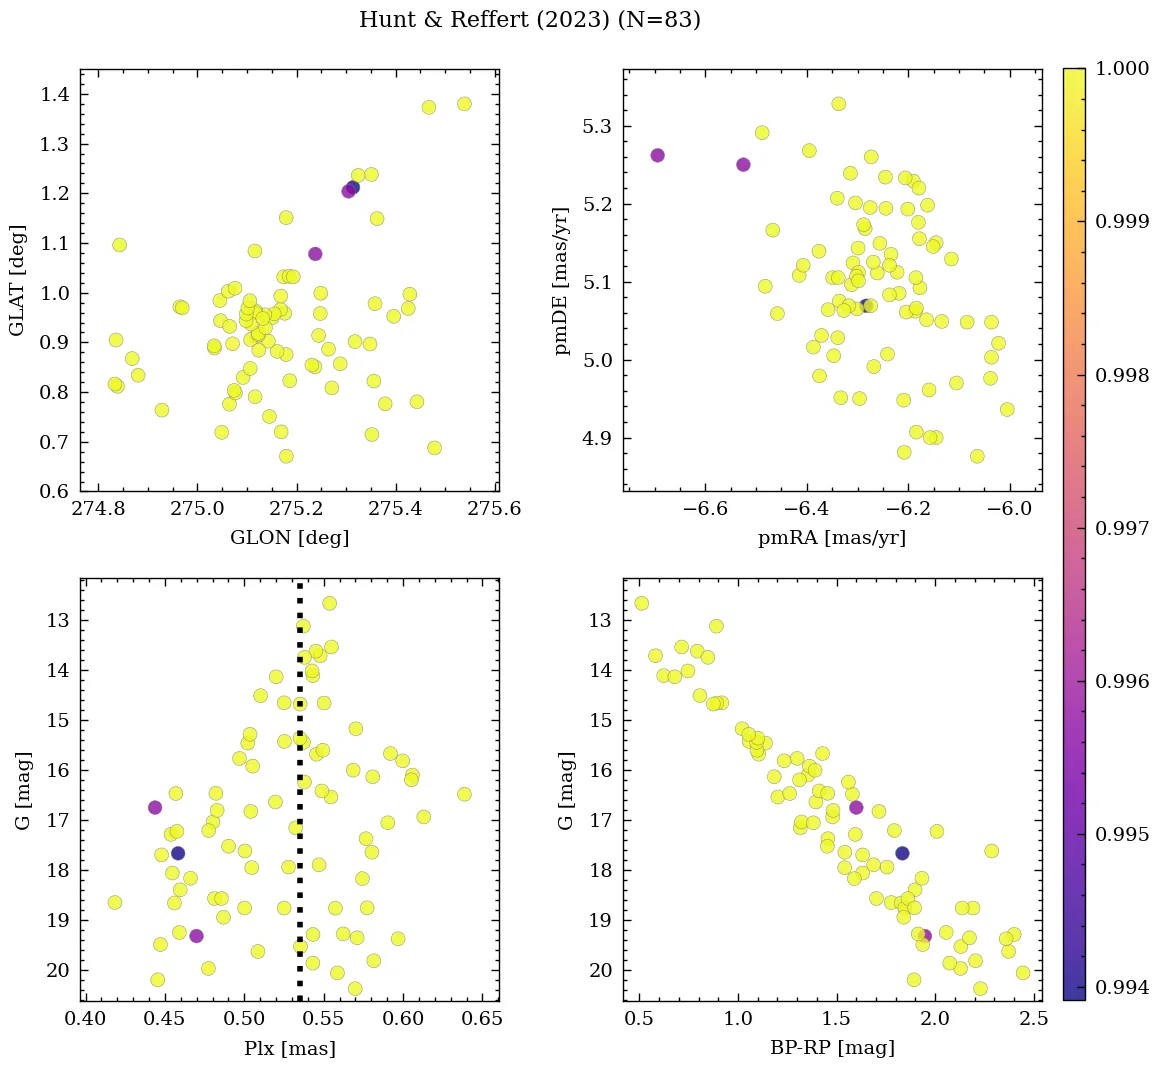 Hunt & Reffert (2023) (N=83)
1.4
1.3
1.2
1.1
1.0
0.9
0.8
0.7
0.6
GLAT [deg]
274.8 275.0 275.2 275.4 275.6
GLON [deg]
5.3
5.2
5.1
5.0
4.9
pmDE [mas/yr]
−6.6 −6.4 −6.2 −6.0
pmRA [mas/yr]
13
14
15
16
17
18
19
20
G [mag]
0.40 0.45 0.50 0.55 0.60 0.65
Plx [mas]
13
14
15
16
17
18
19
20
G [mag]
0.5 1.0 1.5 2.0 2.5
BP-RP [mag]
1.000
0.999
0.998
0.997
0.996
0.995
0.994